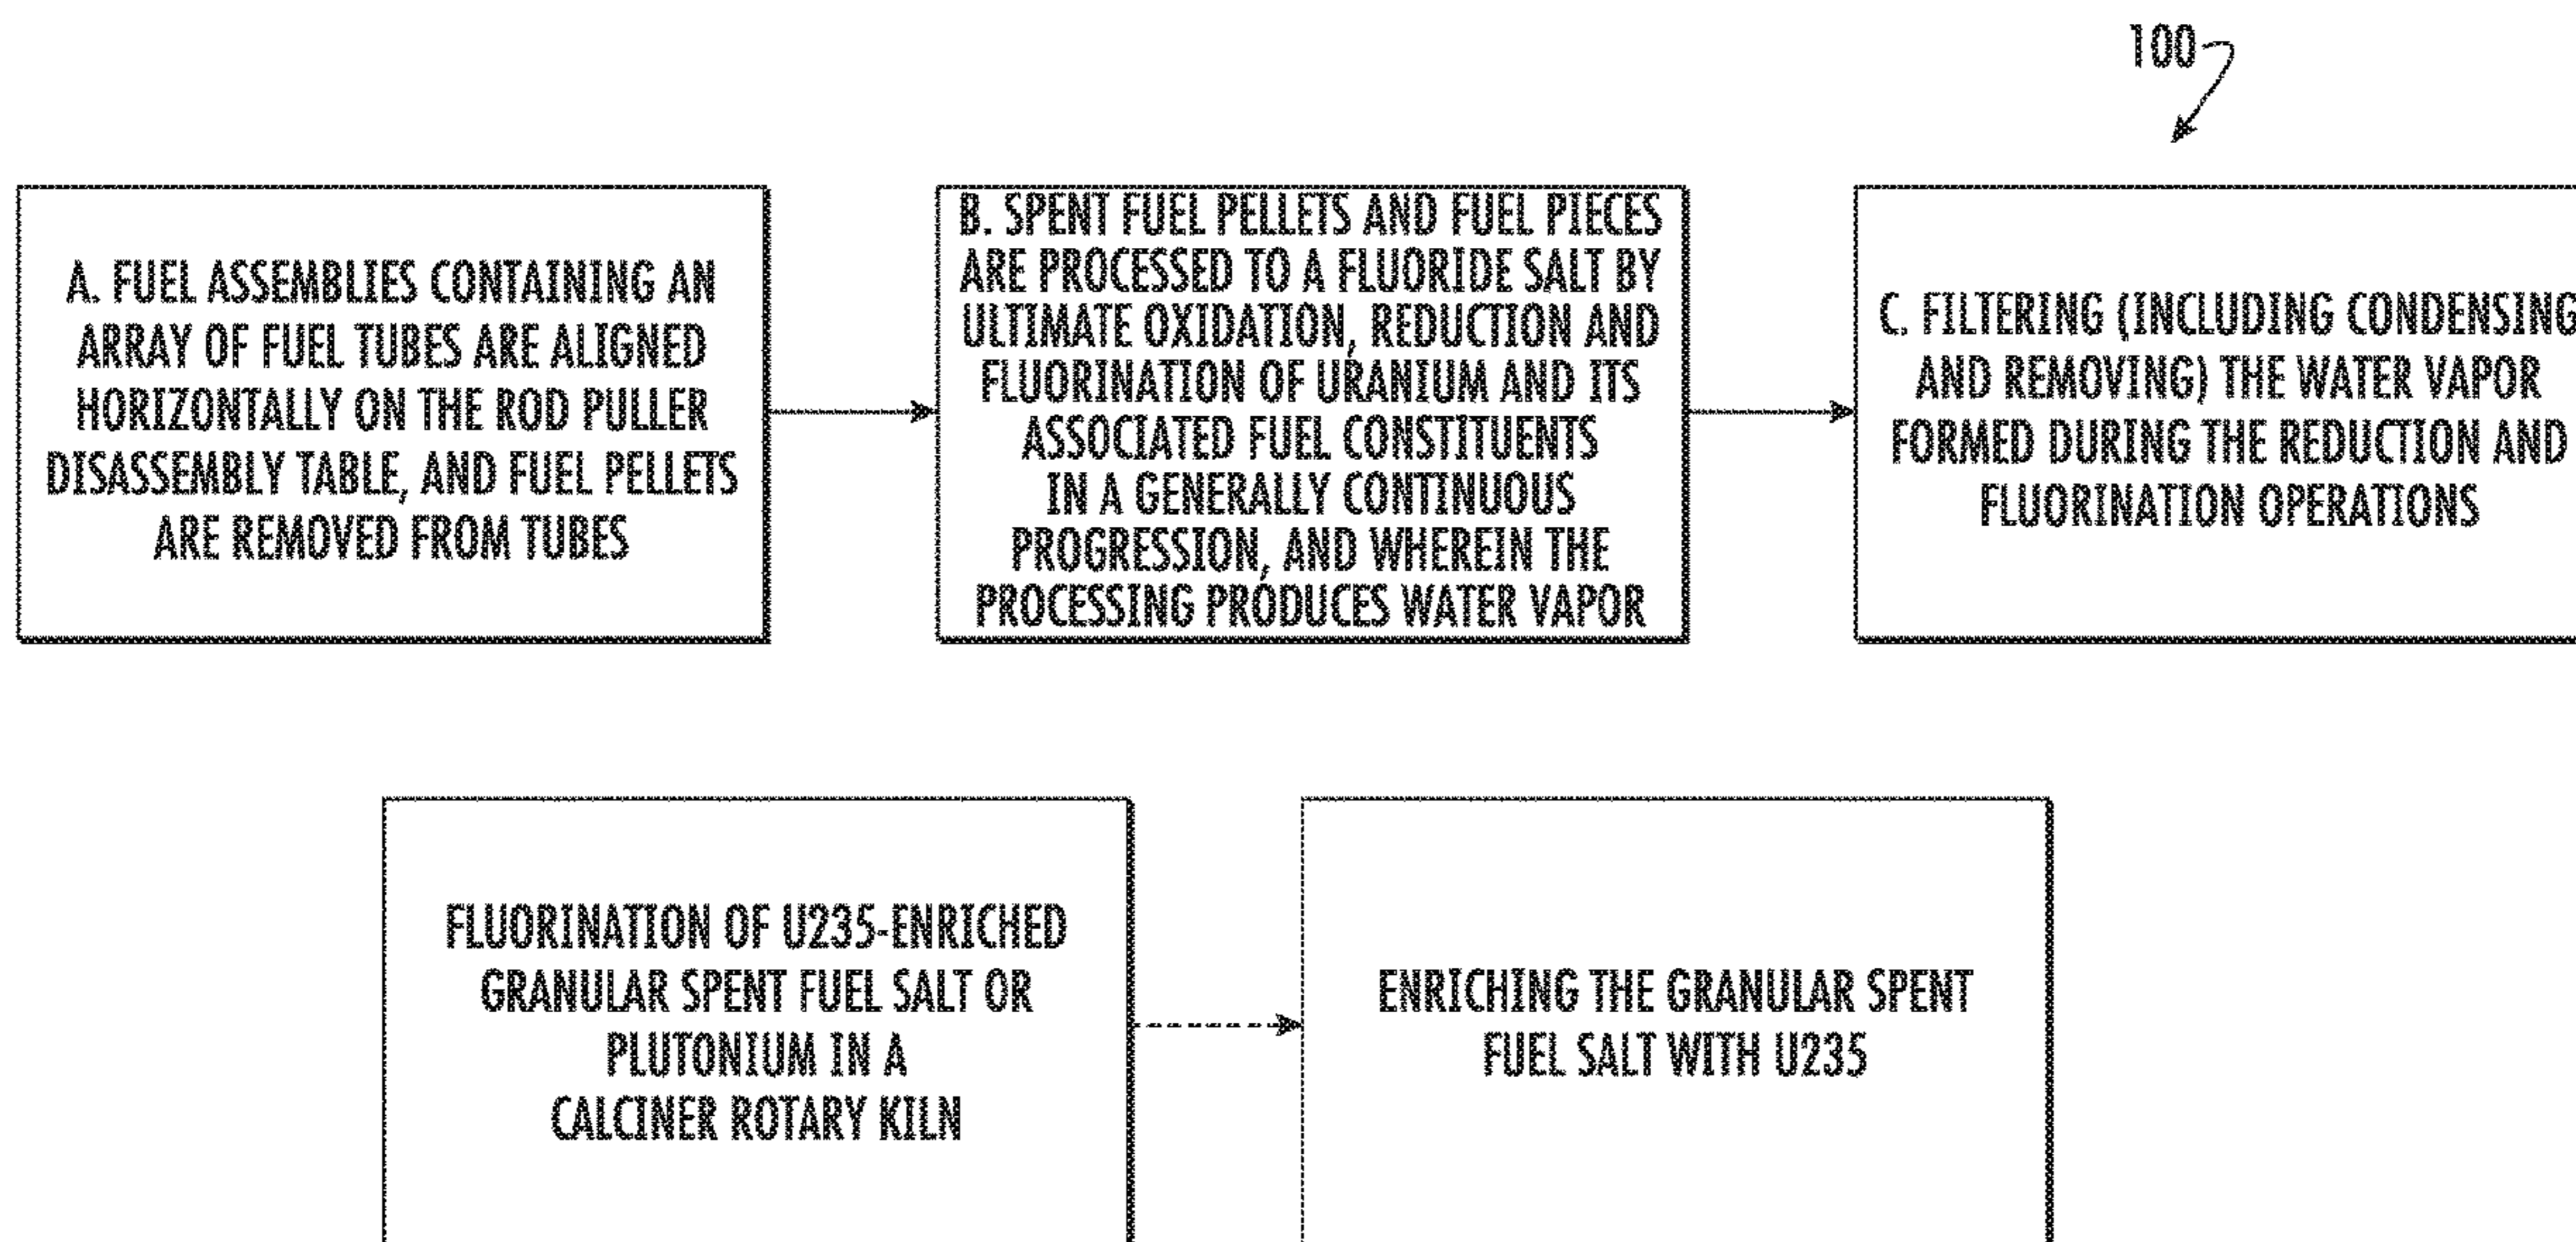 100
A. FUEL ASSEMBLIES CONTAINING AN
ARRAY OF FUEL TUBES ARE ALIGNED
HORIZONTALLY ON THE ROD PULLER
DISASSEMBLY TABLE, AND FUEL PELLETS
ARE REMOVED FROM TUBES
B. SPENT FUEL PELLETS AND FUEL PIECES
ARE PROCESSED TO A FLUORIDE SALT BY
ULTIMATE OXIDATION, REDUCTION AND
FLUORINATION OF URANIUM AND ITS
ASSOCIATED FUEL CONSTITUENTS
IN A GENERALLY CONTINUOUS
PROGRESSION, AND WHEREIN THE
PROCESSING PRODUCES WATER VAPOR
C. FILTERING (INCLUDING CONDENSING
AND REMOVING) THE WATER VAPOR
FORMED DURING THE REDUCTION AND
FLUORINATION OPERATIONS
FLUORINATION OF U235-ENRICHED
GRANULAR SPENT FUEL SALT OR
PLUTONIUM IN A
CALCINER ROTARY KILN
ENRICHING THE GRANULAR SPENT
FUEL SALT WITH U235